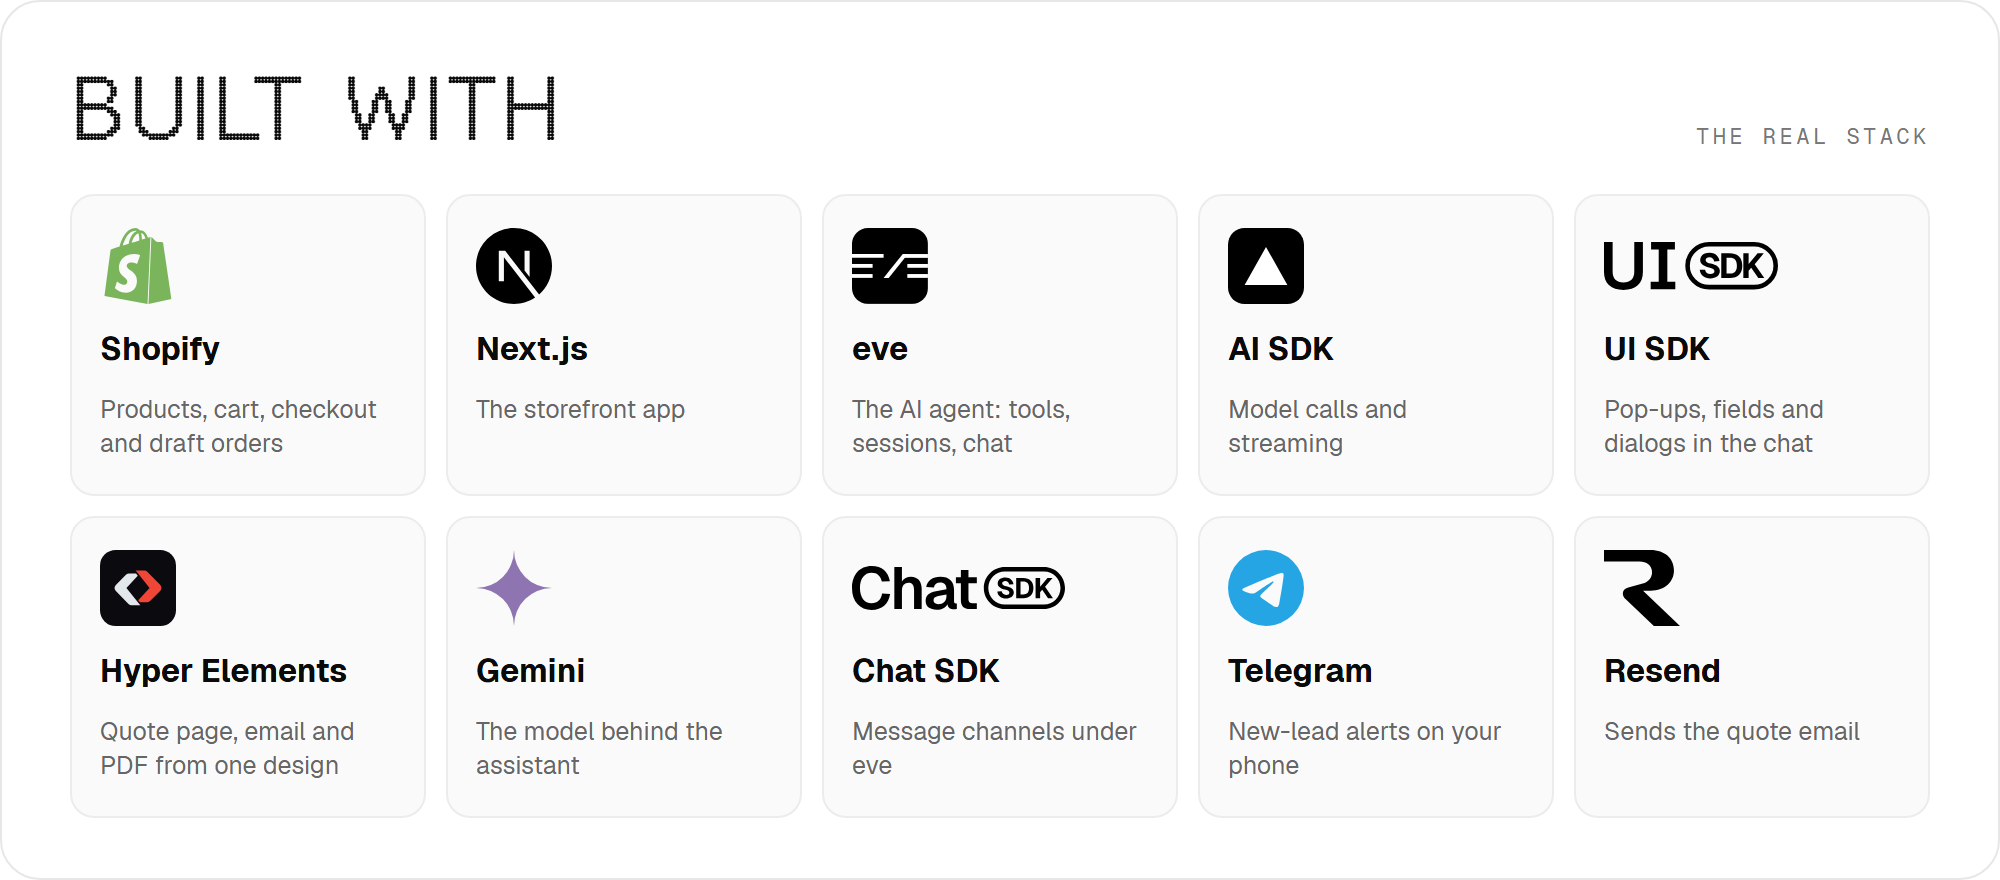 BUILT WITH
THE REAL STACK
Shopify
Products, cart, checkout
and draft orders
Next.js
The storefront app
eve
The AI agent: tools,
sessions, chat
AI SDK
Model calls and
streaming
UI SDK
UI SDK
Pop-ups, fields and
dialogs in the chat
Hyper Elements
Quote page, email and
PDF from one design
Gemini
The model behind the
assistant
Chat SDK
Chat SDK
Message channels under
eve
Telegram
New-lead alerts on your
phone
Resend
Sends the quote email